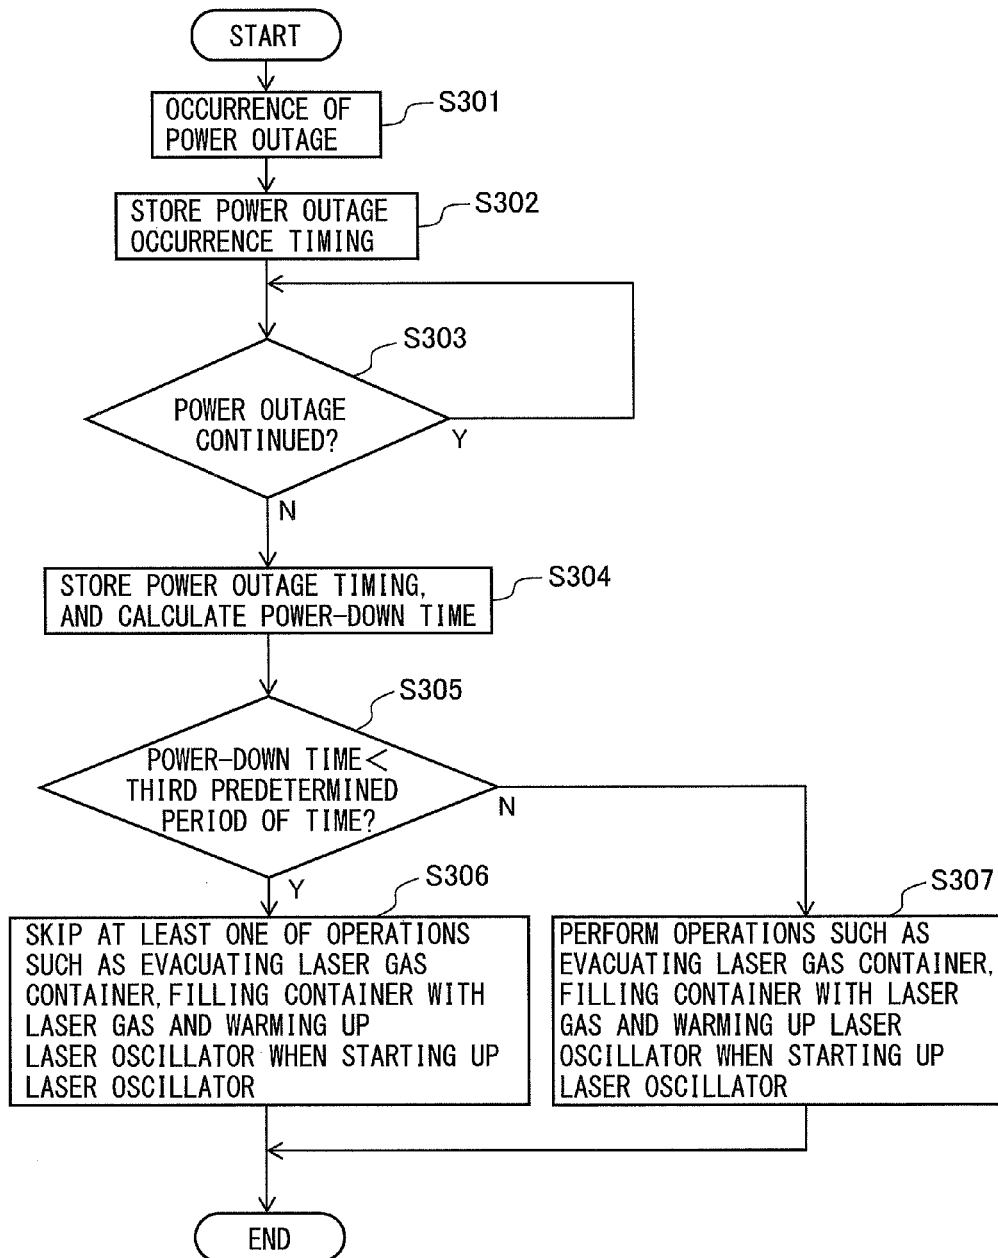 START
OCCURRENCE OF
POWER OUTAGE
S301
STORE POWER OUTAGE
OCCURRENCE TIMING
S302
S303
POWER OUTAGE
CONTINUED?
Y
N
STORE POWER OUTAGE TIMING,
AND CALCULATE POWER-DOWN TIME
S304
S305
POWER-DOWN TIME<
THIRD PREDETERMINED
PERIOD OF TIME?
N
Y
S306
SKIP AT LEAST ONE OF OPERATIONS
SUCH AS EVACUATING LASER GAS
CONTAINER, FILLING CONTAINER WITH
LASER GAS AND WARMING UP
LASER OSCILLATOR WHEN STARTING UP
LASER OSCILLATOR
S307
PERFORM OPERATIONS SUCH AS
EVACUATING LASER GAS CONTAINER,
FILLING CONTAINER WITH LASER
GAS AND WARMING UP LASER
OSCILLATOR WHEN STARTING UP
LASER OSCILLATOR
END